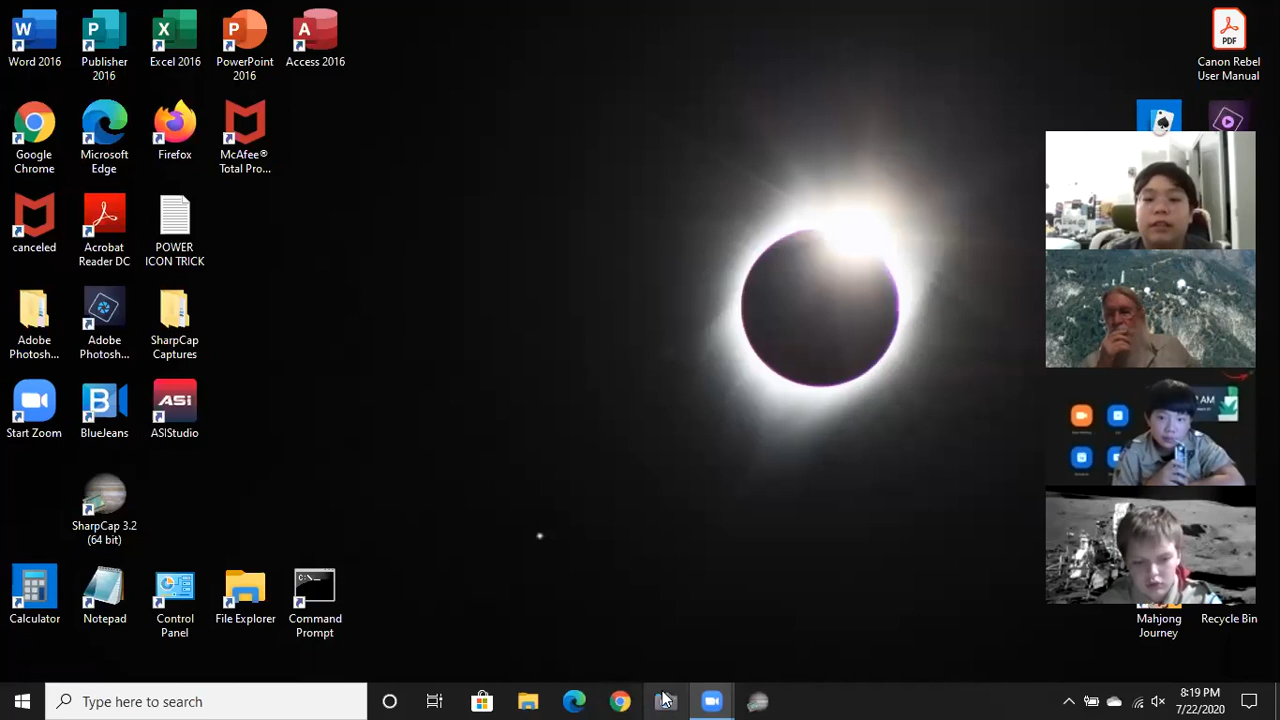 Word 2016
Publisher 2016
Excel 2016
PowerPoint 2016
Access 2016
Google Chrome
Microsoft Edge
Firefox
McAfee® Total Pro...
canceled
Acrobat Reader DC
POWER ICON TRICK
Adobe Photosh...
Adobe Photosh...
SharpCap Captures
Start Zoom
BlueJeans
ASI
ASIStudio
SharpCap 3.2 (64 bit)
Calculator
Notepad
Control Panel
File Explorer
Command Prompt
PDF
Canon Rebel User Manual
AM
Mahjong Journey
Recycle Bin
Type here to search
8:19 PM
7/22/2020